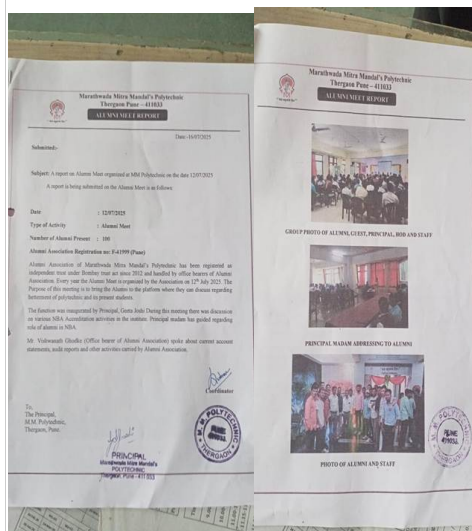 Marathwada Mitra Mandal's Polytechnic
Thergaon Pune – 411033
ALUMNI MEET REPORT
Date:-16/07/2025
Submitted:-
Subject: A report on Alumni Meet organized at MM Polytechnic on the date 12/07/2025
A report is being submitted on the Alumni Meet is as follows
Date : 12/07/2025
Type of Activity : Alumni Meet
Number of Alumni Present : 100
Alumni Association Registration no: F-41999 (Pune)
Alumni Association of Marathwada Mitra Mandal's Polytechnic has been registered as
independent trust under Bombay trust act since 2012 and handled by office bearers of Alumni
Association. Every year the Alumni Meet is organized by the Association on 12th July 2025. The
Purpose of this meeting is to bring the Alumni to the platform where they can discuss regarding
betterment of polytechnic and its present students.
The function was inaugurated by Principal, Geeta Joshi During this meeting there was discussion
on various NBA Accreditation activities in the institute. Principal madam has guided regarding
role of alumni in NBA.
Mr. Vishwanath (Office bearer of Alumni Association) spoke about current account
statements, audit reports and other activities carried by Alumni Association.
Coordinator
To,
The Principal,
M.M. Polytechnic,
Thergaon, Pune
PRINCIPAL
Marathwada Mitra Mandal's
POLYTECHNIC
Thergaon, Pune - 411033
M. M. POLYTECHNIC
PUNE
411033
THERGAON
Marathwada Mitra Mandal's Polytechnic
Thergaon Pune – 411033
ALUMNI MEET REPORT
GROUP PHOTO OF ALUMNI, GUEST, PRINCIPAL, BOD AND STAFF
PRINCIPAL MADAM ADDRESSING TO ALUMNI
PHOTO OF ALUMNI AND STAFF
M. M. POLYTECHNIC
PUNE
411033
THERGAON